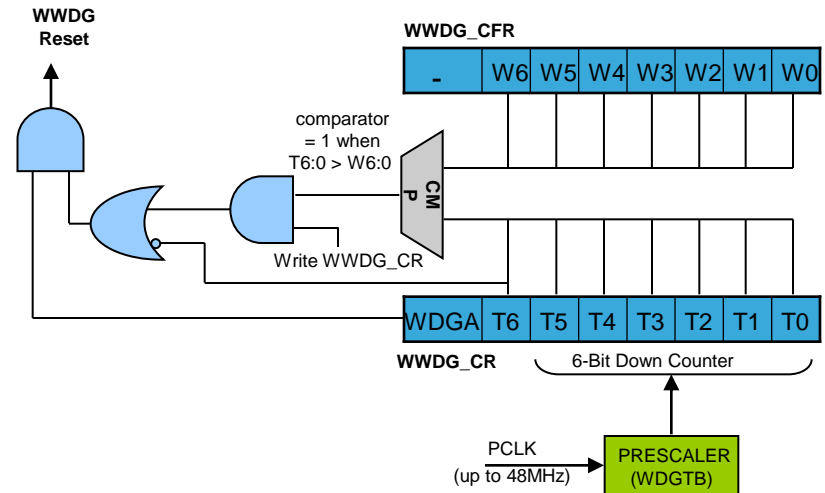 WWDG
Reset
WWDG_CFR
- W6 W5 W4 W3 W2 W1 W0
comparator
= 1 when
T6:0 > W6:0
CM
P
Write WWDG_CR
WDGA T6 T5 T4 T3 T2 T1 T0
WWDG_CR
6-Bit Down Counter
PCLK
(up to 48MHz)
PRESCALER
(WDGTB)